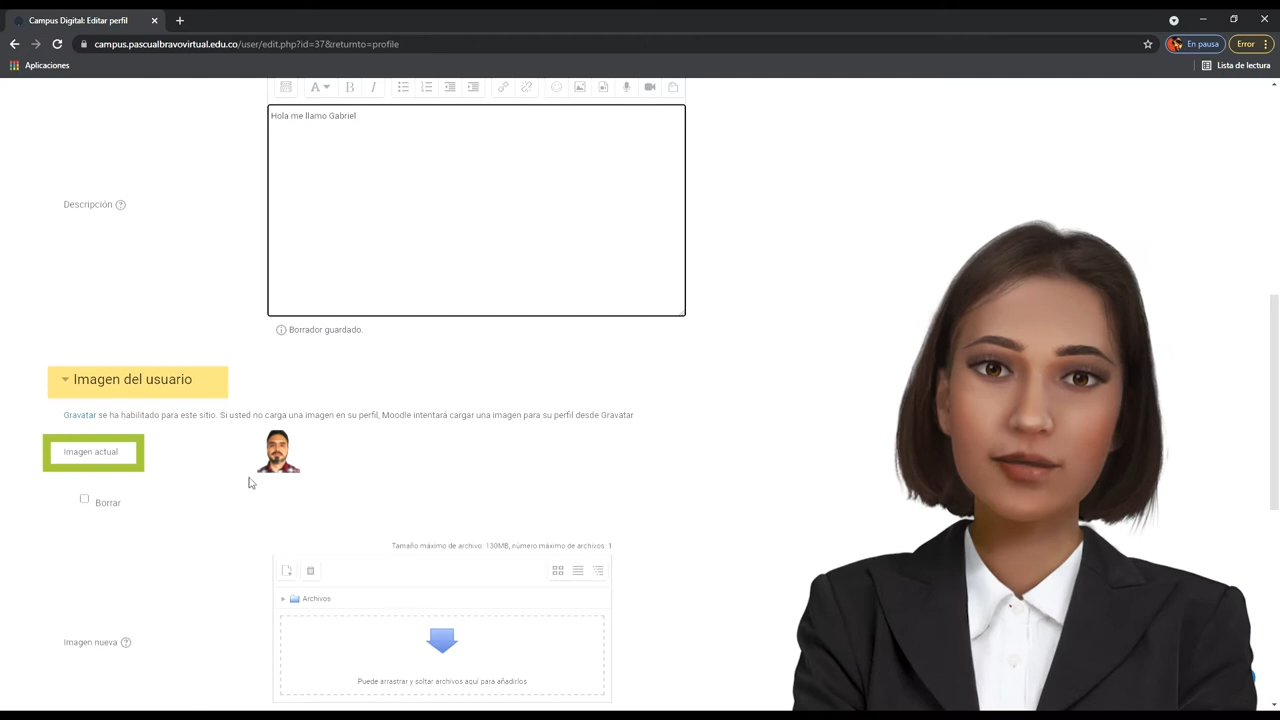 Campus Digital: Editar perfil
campus.pascualbravovirtual.edu.co/user/edit.php?id=37&returnto=profile
En pausa
Error
Aplicaciones
Lista de lectura
A
B
I
Hola me llamo Gabriel
Descripción
Borrador guardado.
Imagen del usuario
Gravatar se ha habilitado para este sitio. Si usted no carga una imagen en su perfil, Moodle intentará cargar una imagen para su perfil desde Gravatar
Imagen actual
Borrar
Tamaño máximo de archivo: 130MB, número máximo de archivos: 1
Archivos
Imagen nueva
Puede arrastrar y soltar archivos aquí para añadirlos